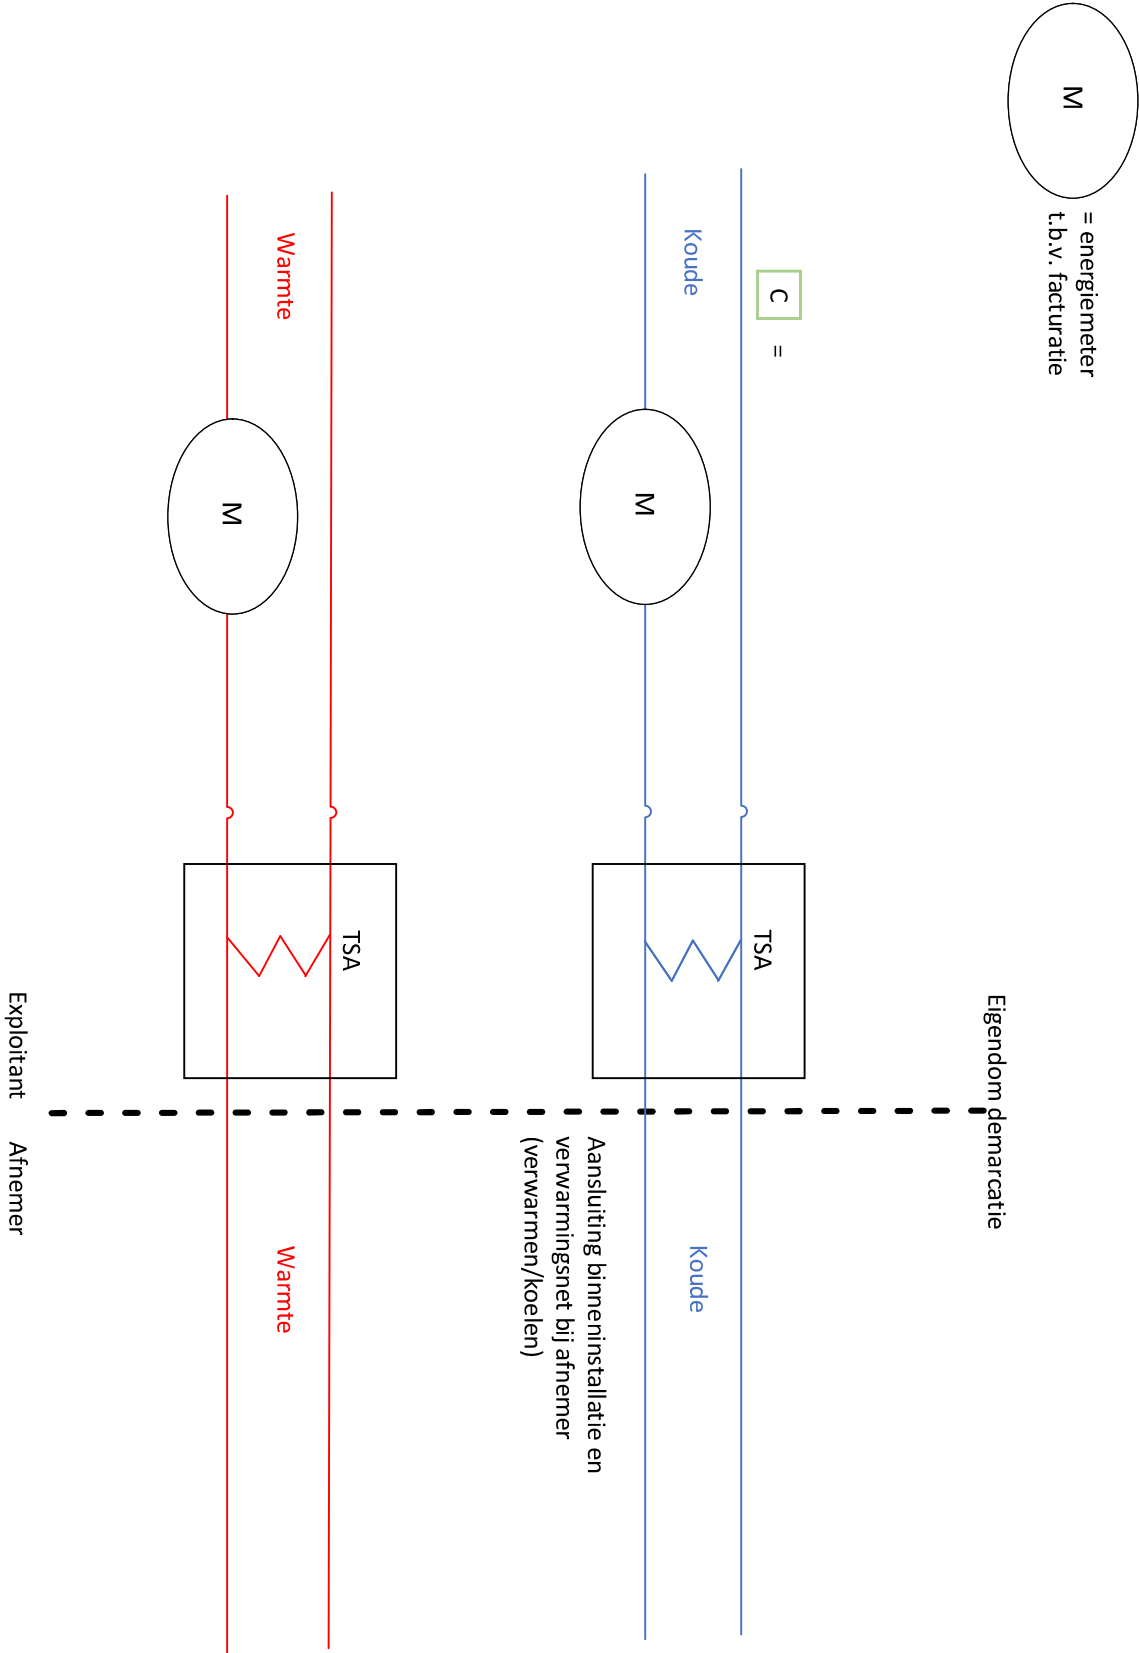 M
= energiemeter
t.b.v. facturatie
Eigendom demarcatie
C =
Koude
M
TSA
Koude
Aansluiting binneninstallatie en
verwarmingsnet bij afnemer
(verwarmen/koelen)
Warmte
M
TSA
Warmte
Exploitant Afnemer